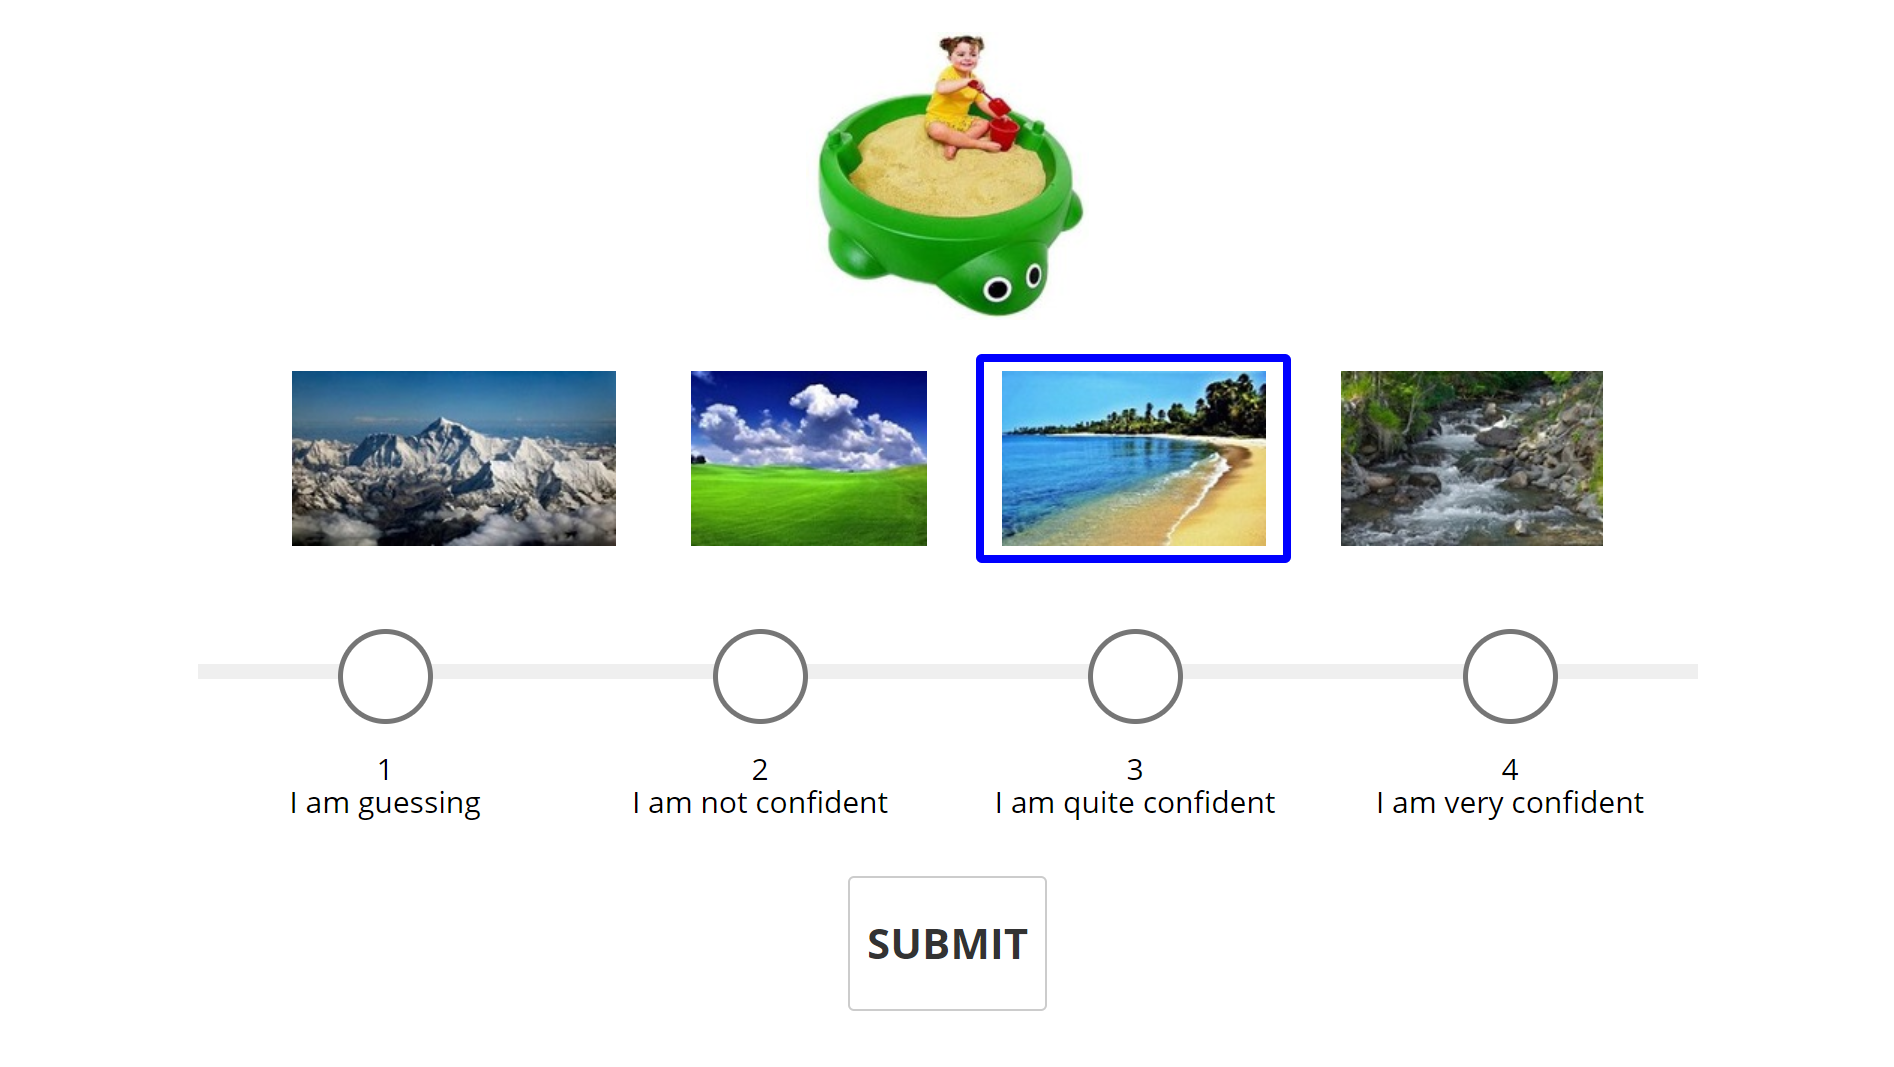 1
I am guessing
2
I am not confident
3
I am quite confident
4
I am very confident
SUBMIT